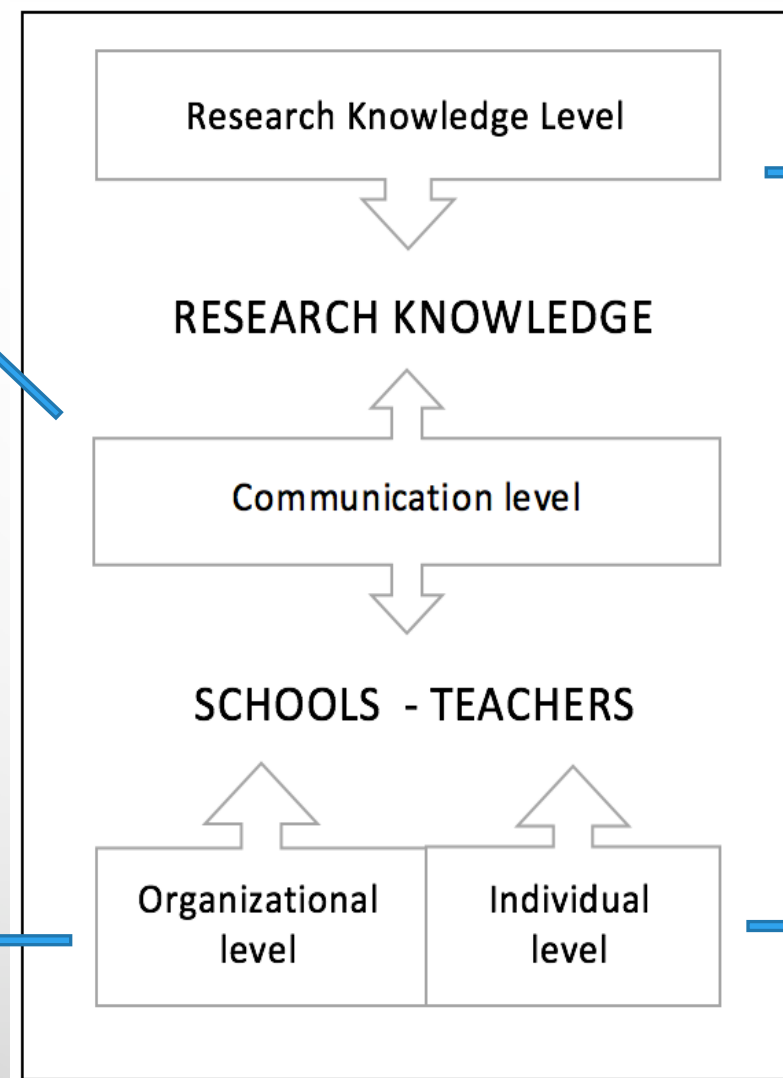 Research Knowledge Level
RESEARCH KNOWLEDGE
Communication level
SCHOOLS - TEACHERS
Organizational
level
Individual
level